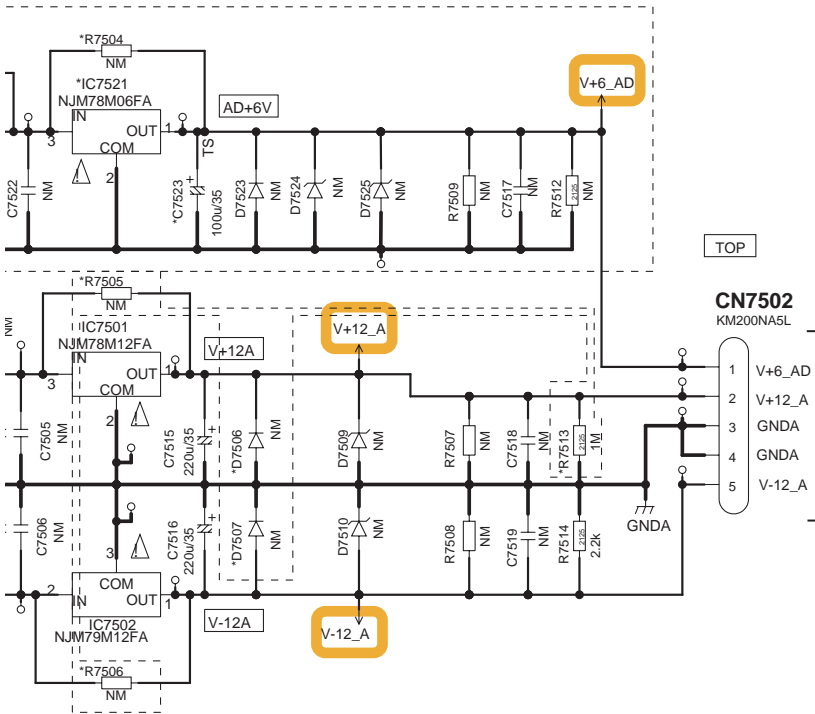 *R7504
NM
*IC7521
NJM78M06FA
IN
OUT
COM
3
1
2
AD+6V
TS
V+6_AD
C7522
NM
*C7523
+
100u/35
D7523
NM
D7524
NM
D7525
NM
R7509
NM
C7517
NM
R7512
2125
NM
TOP
CN7502
KM200NA5L
1
V+6_AD
2
V+12_A
3
GNDA
4
GNDA
5
V-12_A
*R7505
NM
NM
IC7501
NJM78M12FA
IN
OUT
COM
3
1
2
V+12A
V+12_A
C7505
NM
C7515
+
220u/35
*D7506
NM
D7509
NM
R7507
NM
C7518
NM
*R7513
2125
1M
GNDA
C7506
NM
C7516
+
220u/35
*D7507
NM
D7510
NM
R7508
NM
C7519
NM
R7514
2125
2.2k
3
COM
2
IN
OUT
1
IC7502
NJM79M12FA
V-12A
V-12_A
*R7506
NM